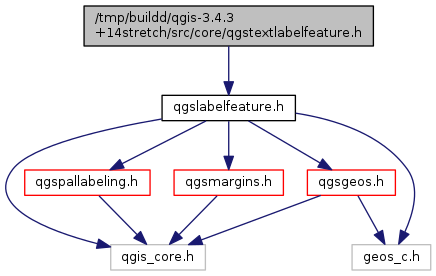 /tmp/buildd/qgis-3.4.3
+14stretch/src/core/qgstextlabelfeature.h
qgslabelfeature.h
qgspallabeling.h
qgsmargins.h
qgsgeos.h
qgis_core.h
geos_c.h